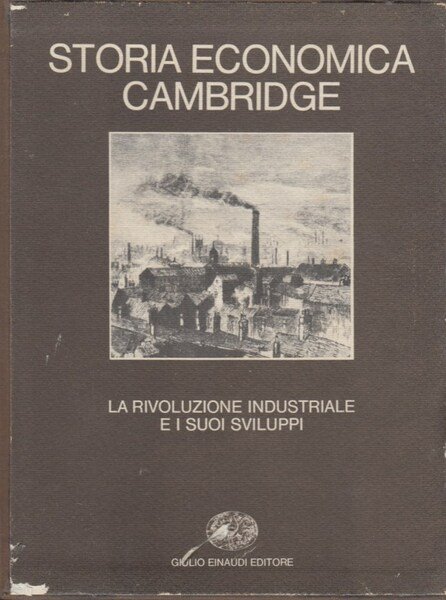 STORIA ECONOMICA
CAMBRIDGE
LA RIVOLUZIONE INDUSTRIALE
E I SUOI SVILUPPI
GIULIO EINAUDI EDITORE